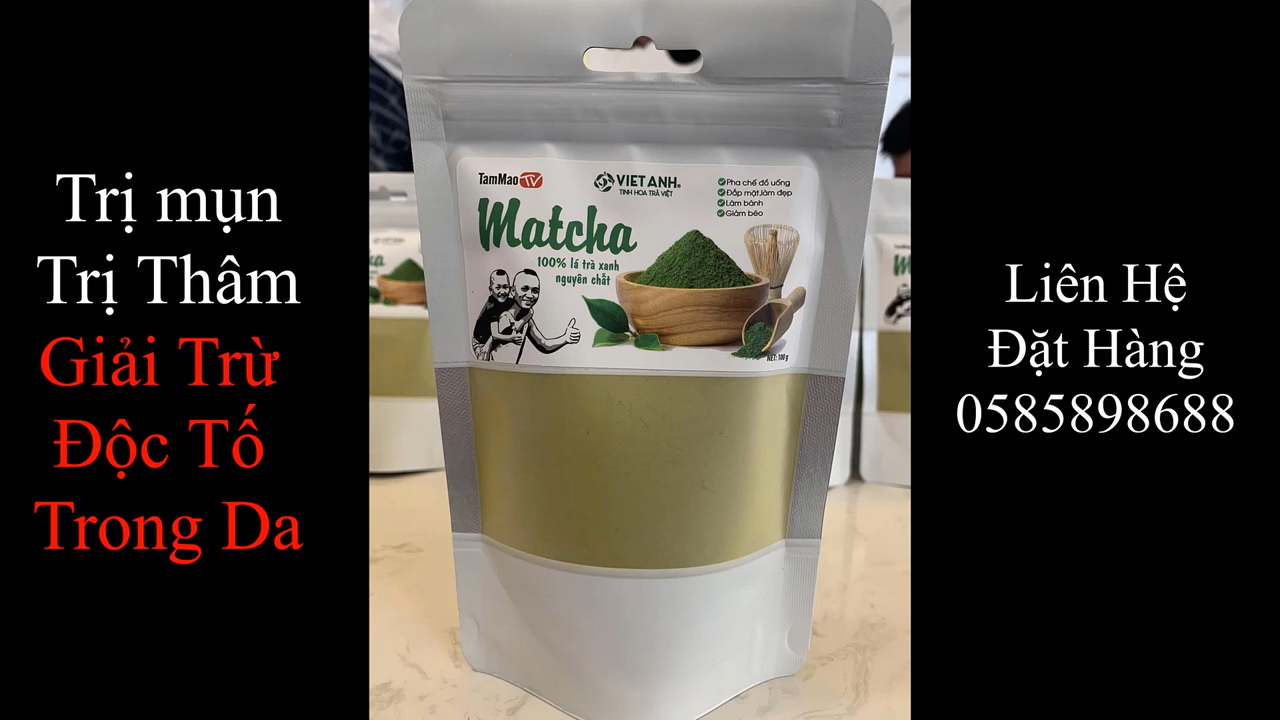 Trị mụn
Trị Thâm
Giải Trừ
Độc Tố
Trong Da
TamMao TV
VIET ANH®
TINH HOA TRÀ VIỆT
Pha chế đồ uống
Đắp mặt,làm đẹp
Làm bánh
Giảm béo
Matcha
100% lá trà xanh
nguyên chất
NET: 100g
Liên Hệ
Đặt Hàng
0585898688